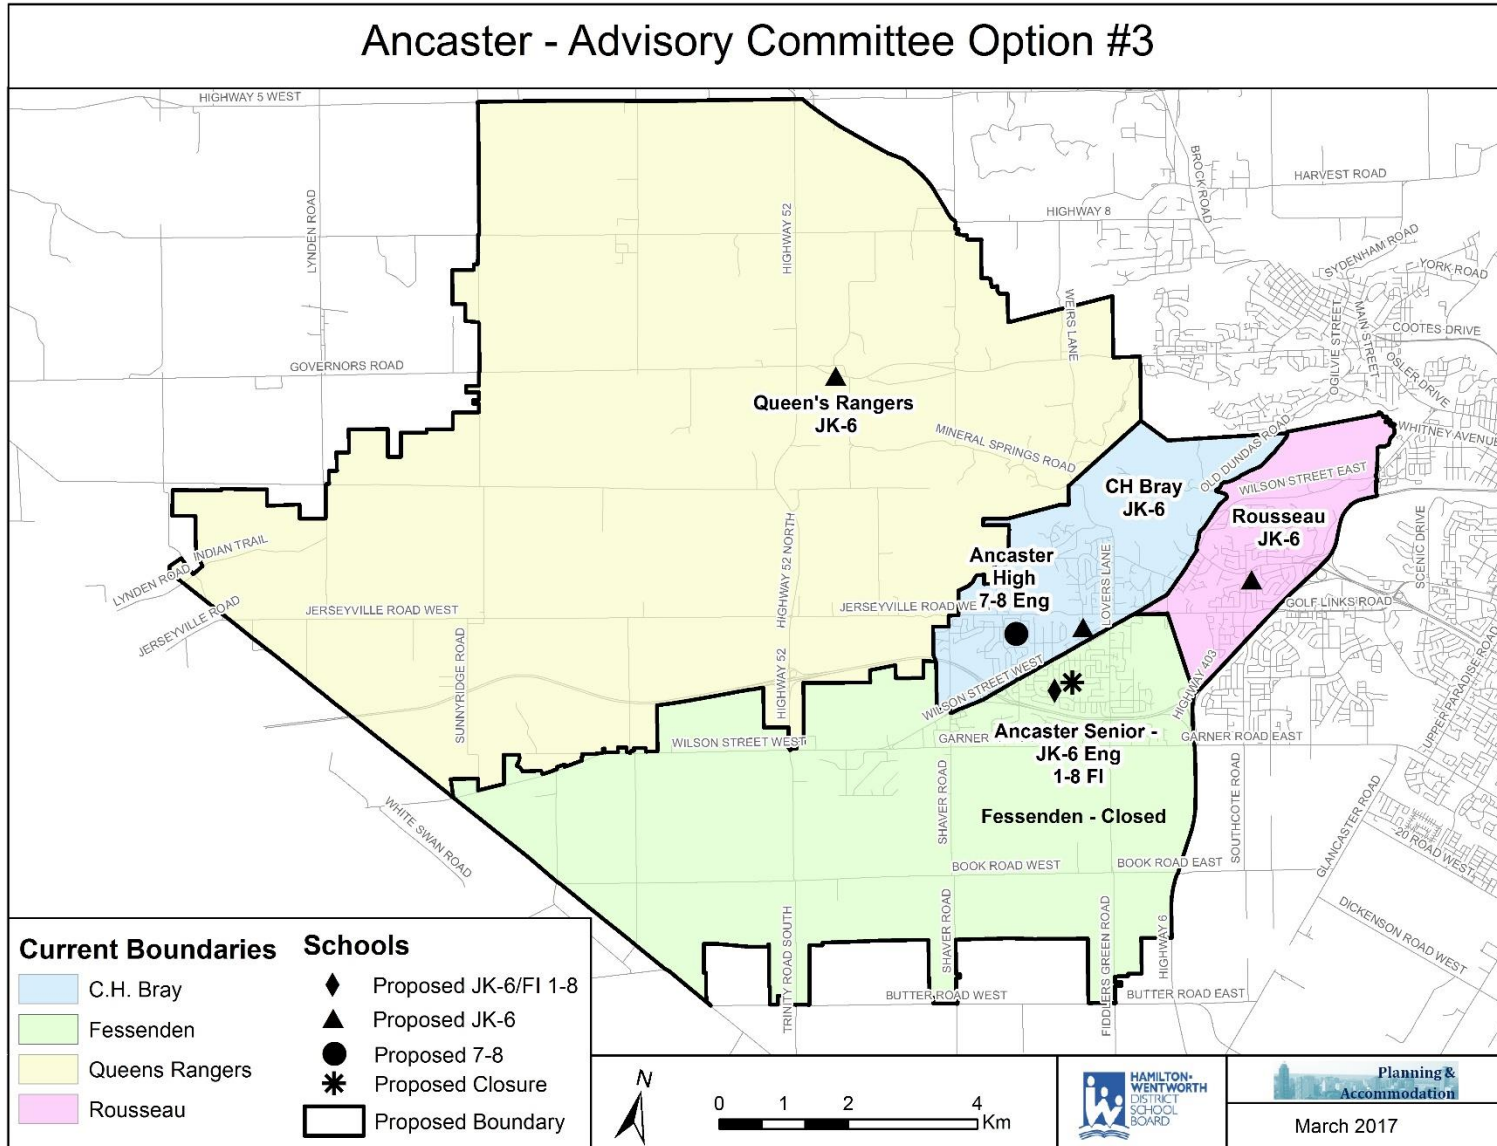 Ancaster - Advisory Committee Option #3
HIGHWAY 5 WEST
LYNDEN ROAD
HIGHWAY 52
BROCK ROAD
HARVEST ROAD
HIGHWAY 8
SYDENHAM ROAD
YORK ROAD
WEIRS LANE
OGILVIE STREET
MAIN STREET
COOTES DRIVE
OSLER DRIVE
GOVERNORS ROAD
Queen's Rangers
JK-6
MINERAL SPRINGS ROAD
OLD DUNDAS ROAD
WHITNEY AVENUE
WILSON STREET EAST
CH Bray
JK-6
Rousseau
JK-6
SCENIC DRIVE
INDIAN TRAIL
LYNDEN ROAD
JERSEYVILLE ROAD
JERSEYVILLE ROAD WEST
HIGHWAY 52 NORTH
Ancaster
High
7-8 Eng
JERSEYVILLE ROAD WE
LOVERS LANE
GOLF LINKS ROAD
UPPER PARADISE ROAD
SUNNYRIDGE ROAD
HIGHWAY 52
WILSON STREET WEST
HIGHWAY 403
WILSON STREET WEST
GARNER
GARNER ROAD EAST
Ancaster Senior -
JK-6 Eng
1-8 FI
SHAVER ROAD
SOUTHCOTE ROAD
GLANCASTER ROAD
Fessenden - Closed
WHITE SWAN ROAD
20 ROAD WEST
BOOK ROAD WEST
BOOK ROAD EAST
TRINITY ROAD SOUTH
SHAVER ROAD
FIDDLERS GREEN ROAD
HIGHWAY 6
DICKENSON ROAD WEST
BUTTER ROAD WEST
BUTTER ROAD EAST
Current Boundaries
C.H. Bray
Fessenden
Queens Rangers
Rousseau
Schools
Proposed JK-6/FI 1-8
Proposed JK-6
Proposed 7-8
Proposed Closure
Proposed Boundary
N
0 1 2 4
Km
HAMILTON-
WENTWORTH
DISTRICT
SCHOOL
BOARD
Planning &
Accommodation
March 2017